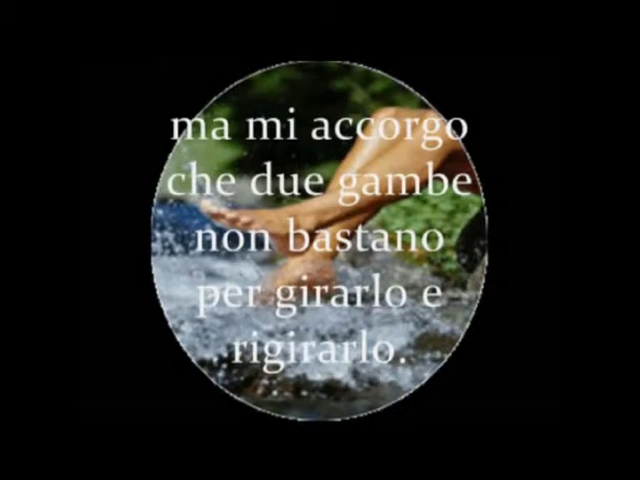 ma mi accorgo
che due gambe
non bastano
per girarlo e
rigirarlo.